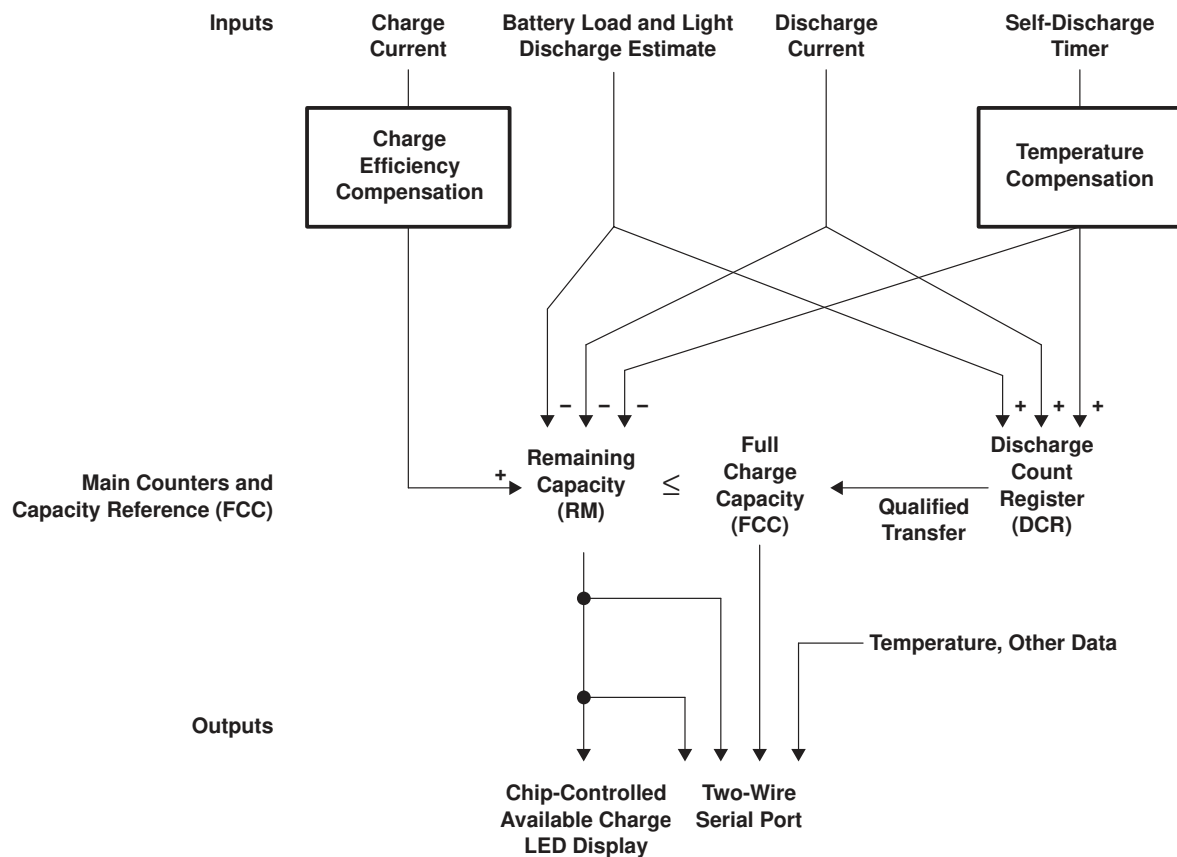 Inputs
Charge
Current
Battery Load and Light
Discharge Estimate
Discharge
Current
Self-Discharge
Timer
Charge
Efficiency
Compensation
Temperature
Compensation
– – –
+ + +
Main Counters and
Capacity Reference (FCC)
+
Remaining
Capacity
(RM)
≤
Full
Charge
Capacity
(FCC)
Qualified
Transfer
Discharge
Count
Register
(DCR)
Temperature, Other Data
Outputs
Chip-Controlled
Available Charge
LED Display
Two-Wire
Serial Port